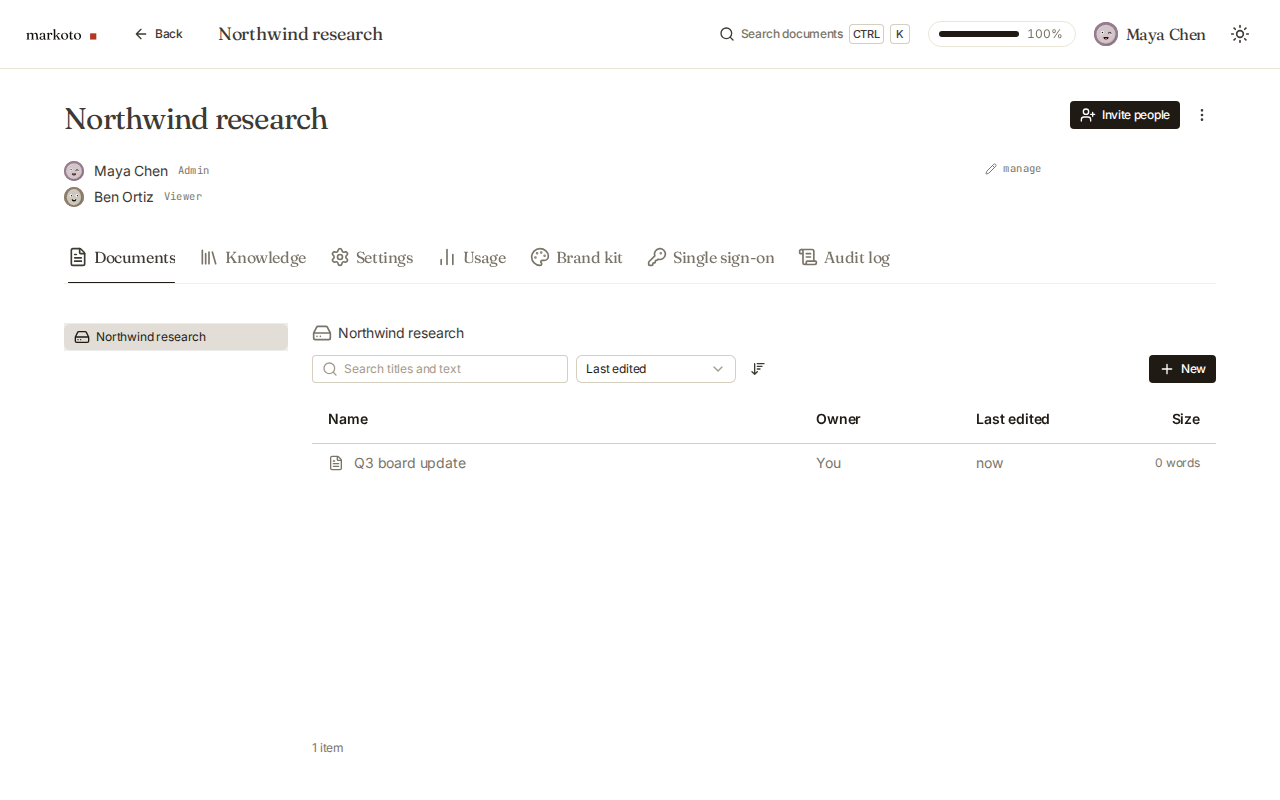 markoto
Back
Northwind research
Search documents CTRL K
100%
Maya Chen
Northwind research
Invite people
Maya Chen Admin
manage
Ben Ortiz Viewer
Documents Knowledge Settings Usage Brand kit Single sign-on Audit log
Northwind research
Northwind research
Search titles and text
Last edited
New
Name Owner Last edited Size
Q3 board update You now 0 words
1 item